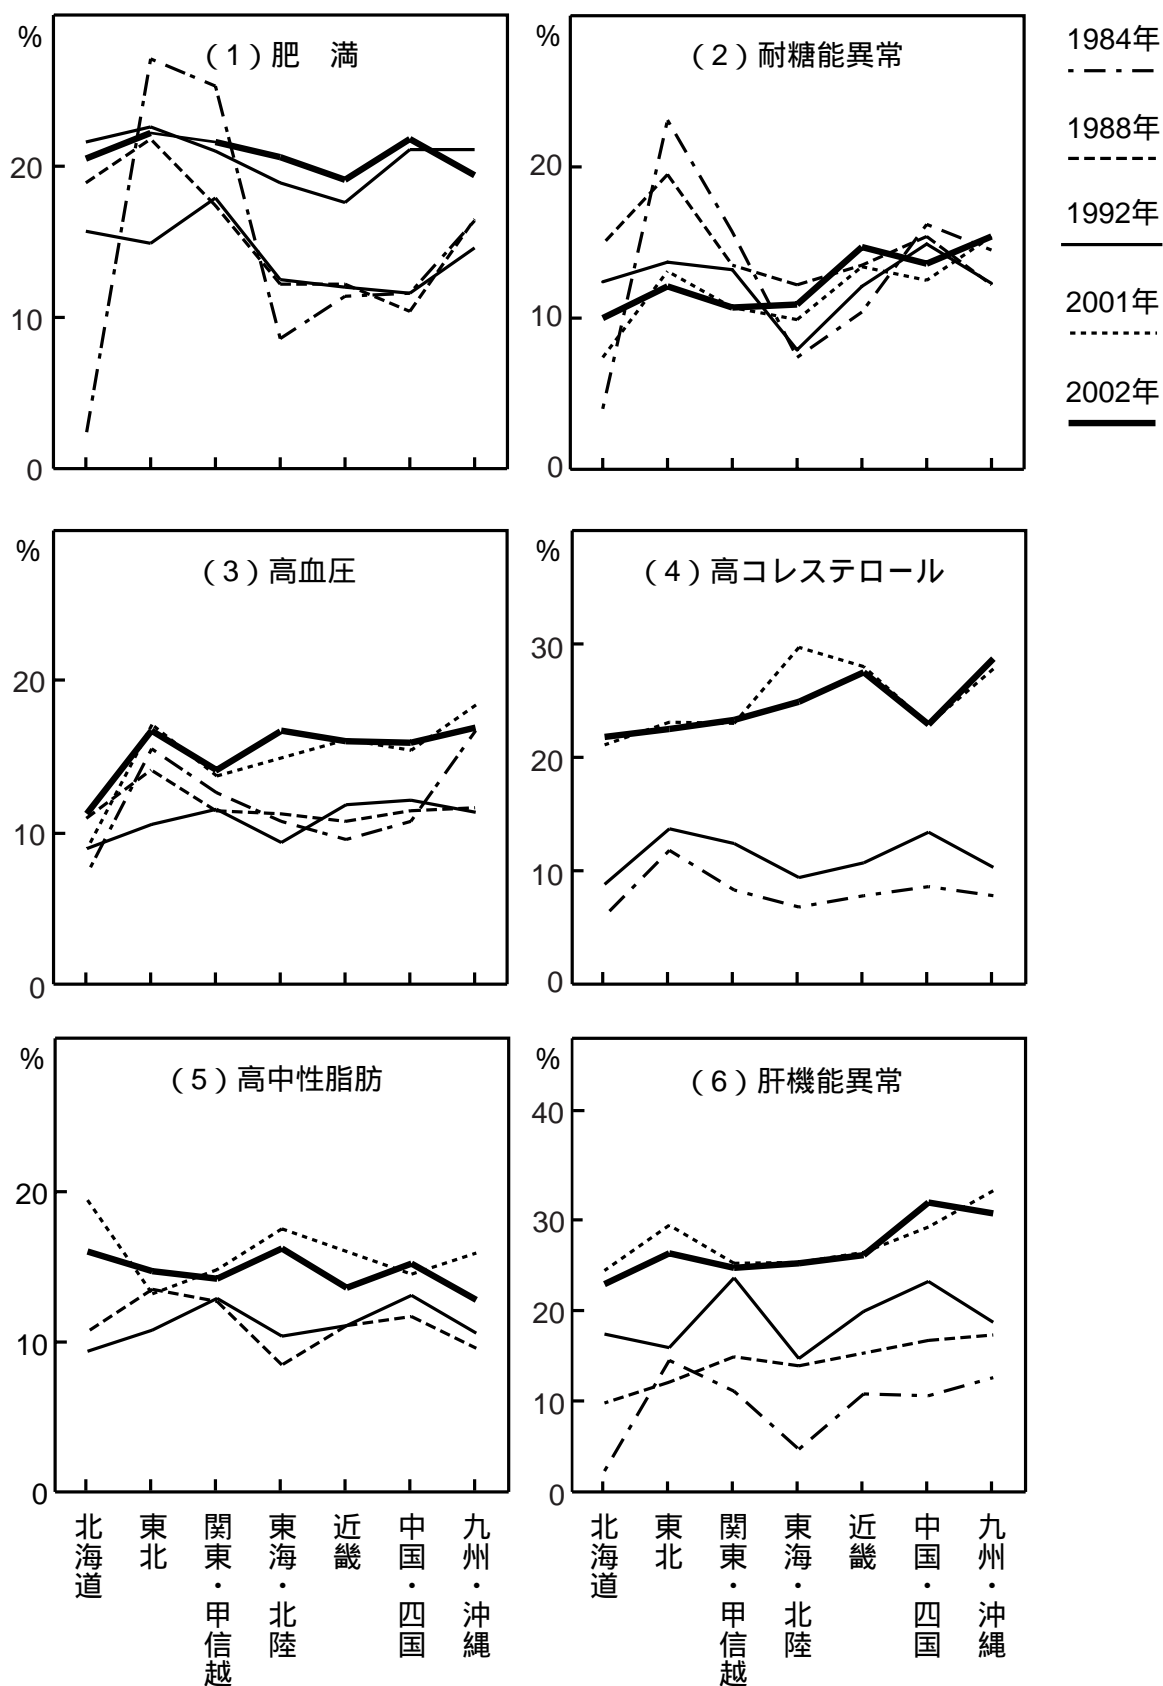 %
(1)肥　満
20
10
0
%
(2)耐糖能異常
20
10
0
1984年
1988年
1992年
2001年
2002年
%
(3)高血圧
20
10
0
%
(4)高コレステロール
30
20
10
0
%
(5)高中性脂肪
20
10
0
%
(6)肝機能異常
40
30
20
10
0
北海道
東北
関東・甲信越
東海・北陸
近畿
中国・四国
九州・沖縄
北海道
東北
関東・甲信越
東海・北陸
近畿
中国・四国
九州・沖縄